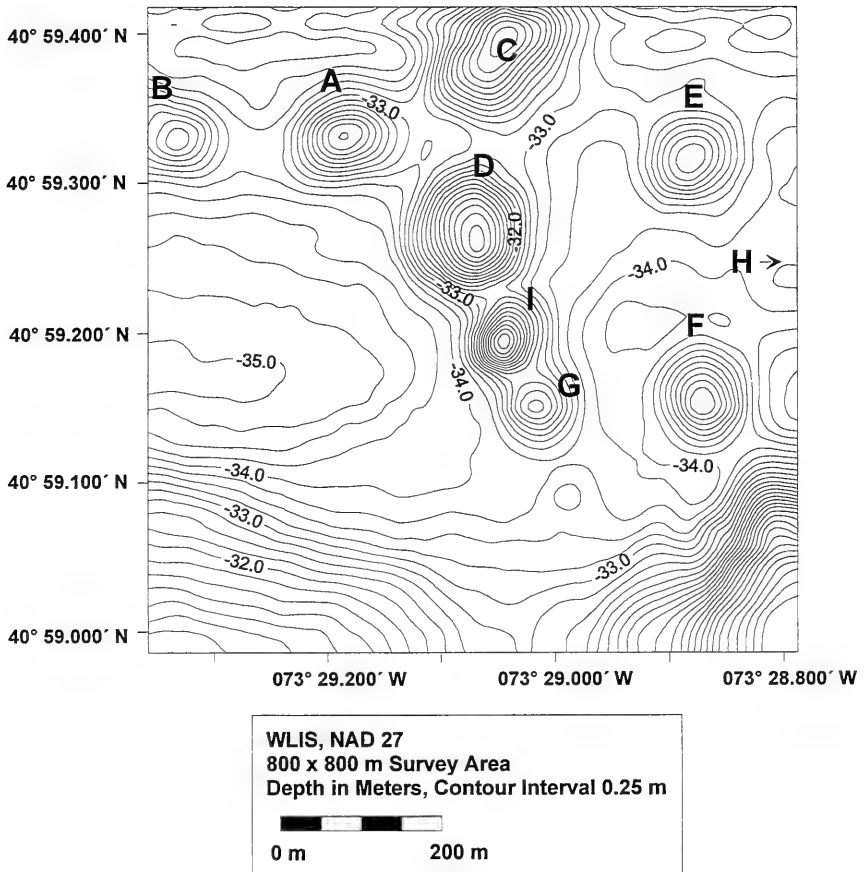 40° 59.400´ N
C
B
A
E
-33.0
-33.0
D
40° 59.300´ N
-32.0
H
-34.0
-33.0
I
F
40° 59.200´ N
-35.0
-34.0
G
-34.0
-34.0
40° 59.100´ N
-33.0
-32.0
-33.0
40° 59.000´ N
073° 29.200´ W 073° 29.000´ W 073° 28.800´ W
WLIS, NAD 27
800 x 800 m Survey Area
Depth in Meters, Contour Interval 0.25 m
0 m 200 m